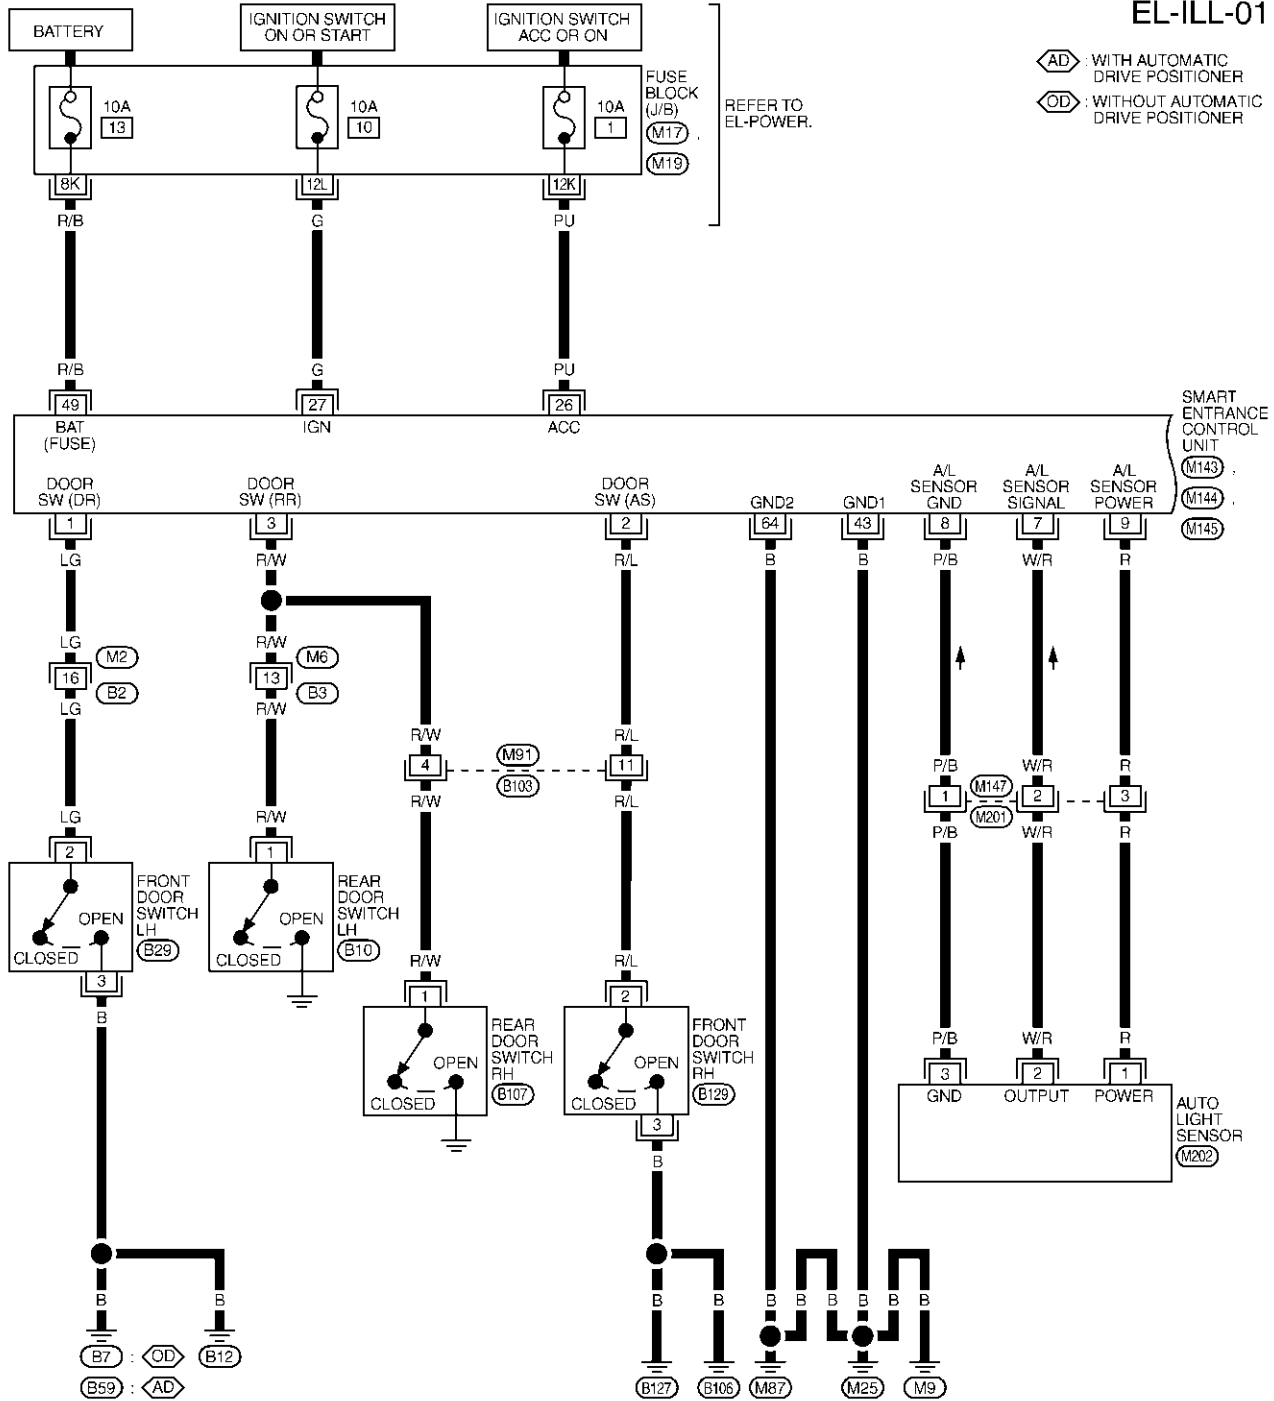 EL-ILL-01
BATTERY
IGNITION SWITCH
ON OR START
IGNITION SWITCH
ACC OR ON
AD : WITH AUTOMATIC
DRIVE POSITIONER
OD : WITHOUT AUTOMATIC
DRIVE POSITIONER
10A
13
10A
10
10A
1
FUSE
BLOCK
(J/B)
M17 ,
M19
REFER TO
EL-POWER.
8K
12L
12K
R/B
G
PU
R/B
G
PU
49
27
26
BAT
(FUSE)
IGN
ACC
SMART
ENTRANCE
CONTROL
UNIT
M143 ,
M144 ,
M145
DOOR
SW (DR)
DOOR
SW (RR)
DOOR
SW (AS)
GND2
GND1
A/L
SENSOR
GND
A/L
SENSOR
SIGNAL
A/L
SENSOR
POWER
1
3
2
64
43
8
7
9
LG
R/W
R/L
B
B
P/B
W/R
R
LG
R/W
16
M2
B2
13
M6
B3
LG
R/W
R/W
R/L
4
M91
B103
11
R/W
R/L
P/B
W/R
R
1
M147
M201
2
3
P/B
W/R
R
LG
R/W
2
1
FRONT
DOOR
SWITCH
LH
B29
OPEN
CLOSED
REAR
DOOR
SWITCH
LH
B10
OPEN
CLOSED
3
B
R/W
R/L
1
2
REAR
DOOR
SWITCH
RH
B107
OPEN
CLOSED
FRONT
DOOR
SWITCH
RH
B129
OPEN
CLOSED
3
B
P/B
W/R
R
3
2
1
GND
OUTPUT
POWER
AUTO
LIGHT
SENSOR
M202
B
B
B
B
B
B
B
B
B
B
B7 : OD
B59 : AD
B12
B127
B106
M87
M25
M9